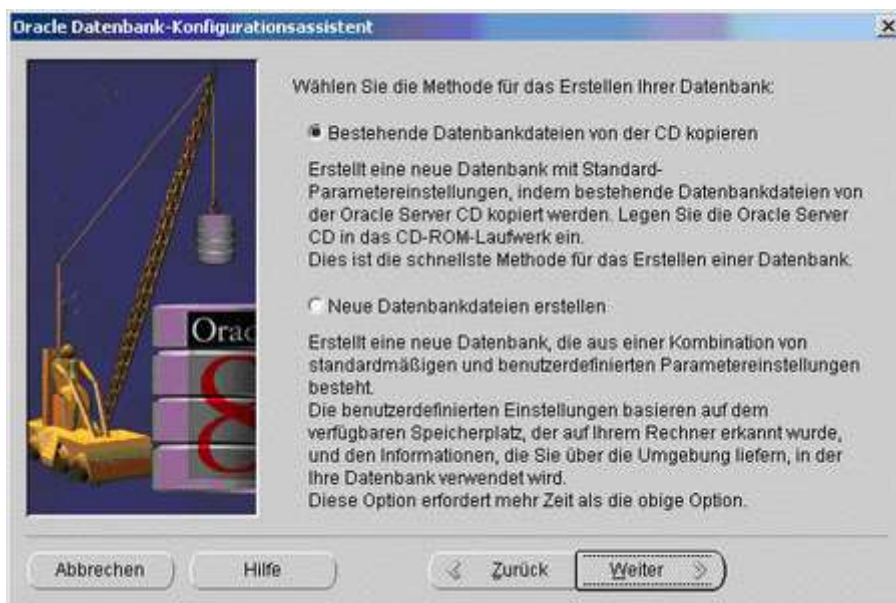 Oracle Datenbank-Konfigurationsassistent
Wählen Sie die Methode für das Erstellen Ihrer Datenbank:
Bestehende Datenbankdateien von der CD kopieren
Erstellt eine neue Datenbank mit Standard-
Parametereinstellungen, indem bestehende Datenbankdateien von
der Oracle Server CD kopiert werden. Legen Sie die Oracle Server
CD in das CD-ROM-Laufwerk ein.
Dies ist die schnellste Methode für das Erstellen einer Datenbank.
Neue Datenbankdateien erstellen
Erstellt eine neue Datenbank, die aus einer Kombination von
standardmäßigen und benutzerdefinierten Parametereinstellungen
besteht.
Die benutzerdefinierten Einstellungen basieren auf dem
verfügbaren Speicherplatz, der auf Ihrem Rechner erkannt wurde,
und den Informationen, die Sie über die Umgebung liefern, in der
Ihre Datenbank verwendet wird.
Diese Option erfordert mehr Zeit als die obige Option.
Orac
8
Abbrechen
Hilfe
Zurück
Weiter